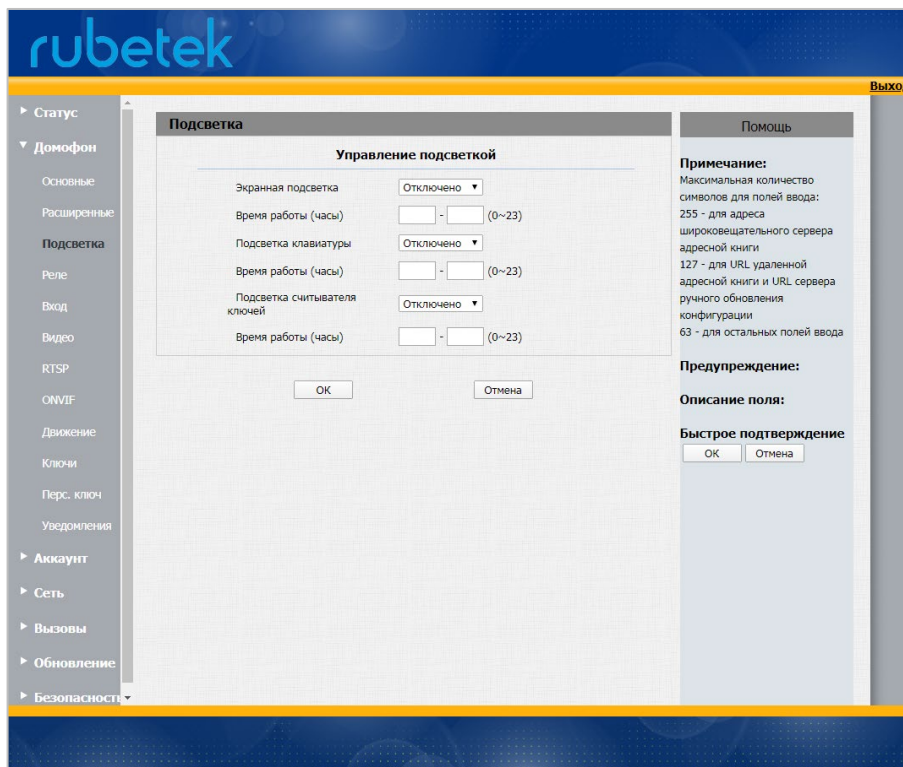 rubetek
Выход
Статус
Домофон
Основные
Расширенные
Подсветка
Реле
Вход
Видео
RTSP
ONVIF
Движение
Ключи
Перс. ключ
Уведомления
Аккаунт
Сеть
Вызовы
Обновление
Безопасность
Подсветка
Управление подсветкой
Экранная подсветка Отключено
Время работы (часы) - (0~23)
Подсветка клавиатуры Отключено
Время работы (часы) - (0~23)
Подсветка считывателя
ключей Отключено
Время работы (часы) - (0~23)
ОК Отмена
Помощь
Примечание:
Максимальная количество
символов для полей ввода:
255 - для адреса
широковещательного сервера
адресной книги
127 - для URL удаленной
адресной книги и URL сервера
ручного обновления
конфигурации
63 - для остальных полей ввода
Предупреждение:
Описание поля:
Быстрое подтверждение
ОК Отмена